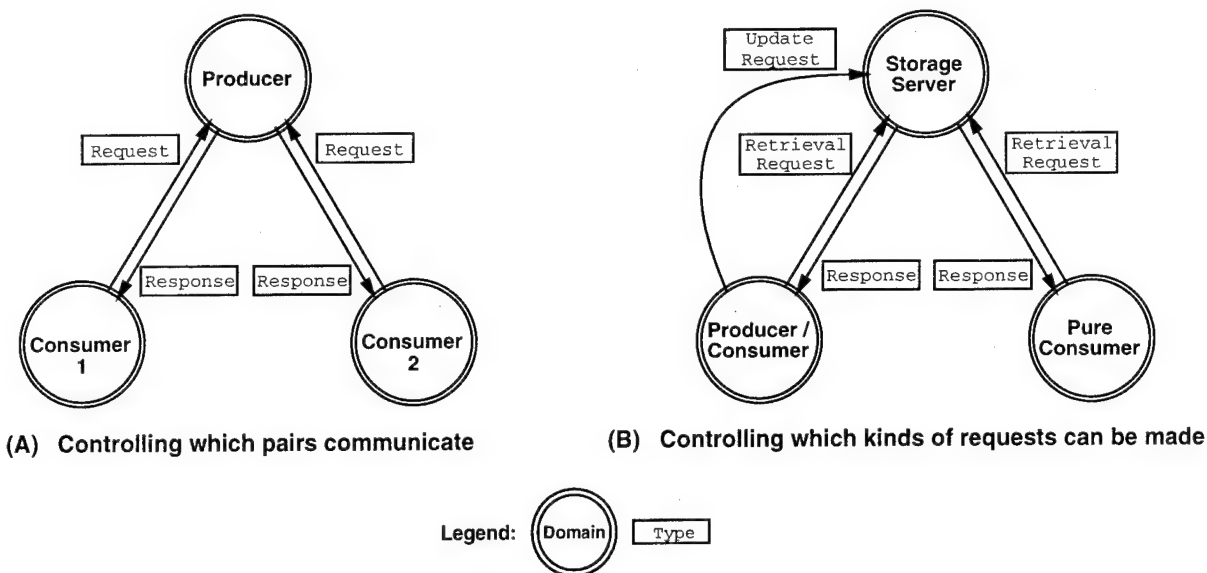 Producer
Request
Request
Response
Response
Consumer
1
Consumer
2
(A) Controlling which pairs communicate
Update
Request
Storage
Server
Retrieval
Request
Retrieval
Request
Response
Response
Producer /
Consumer
Pure
Consumer
(B) Controlling which kinds of requests can be made
Legend:
Domain
Type